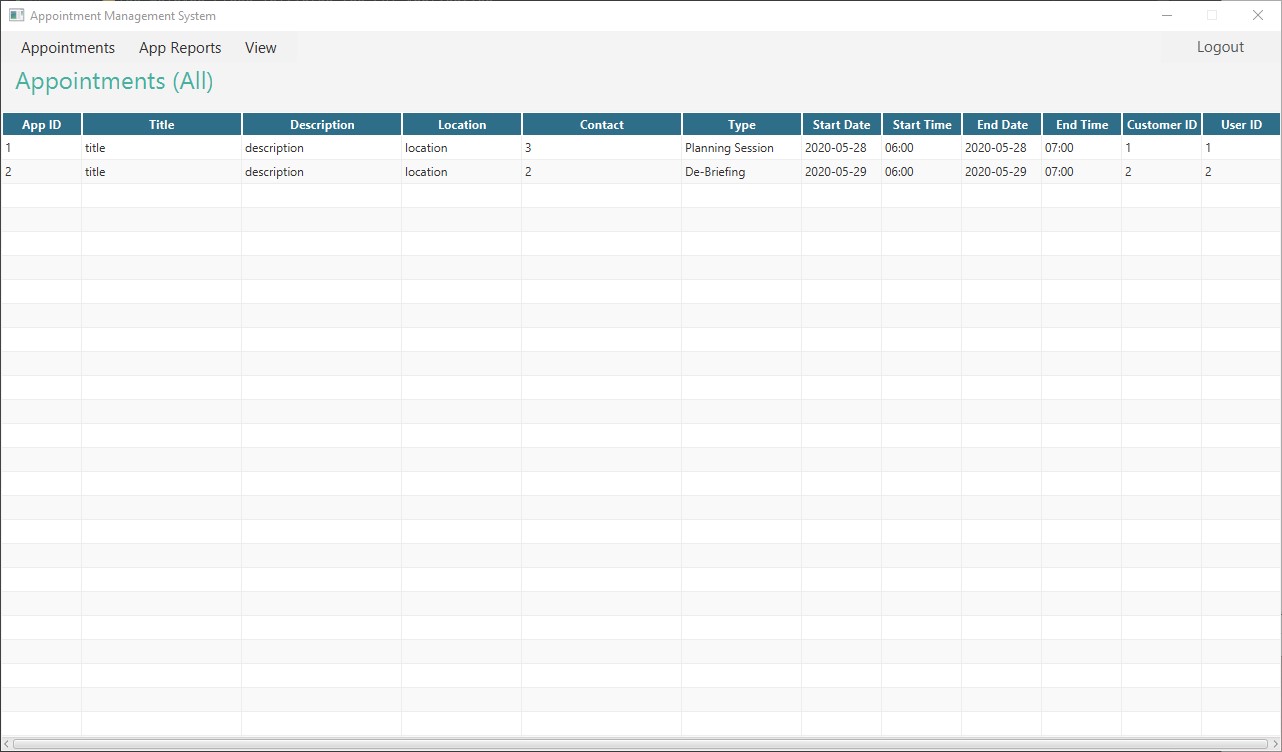 Appointment Management System
Appointments App Reports View Logout
Appointments (All)
App ID Title Description Location Contact Type Start Date Start Time End Date End Time Customer ID User ID
1 title description location 3 Planning Session 2020-05-28 06:00 2020-05-28 07:00 1 1
2 title description location 2 De-Briefing 2020-05-29 06:00 2020-05-29 07:00 2 2